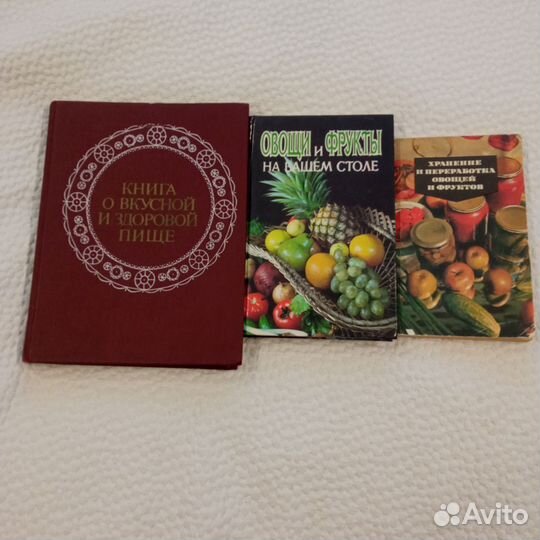 КНИГА
О ВКУСНОЙ
И ЗДОРОВОЙ
ПИЩЕ
ОВОЩИ И ФРУКТЫ
НА ВАШЕМ СТОЛЕ
ХРАНЕНИЕ
И ПЕРЕРАБОТКА
ОВОЩЕЙ
И ФРУКТОВ
Avito